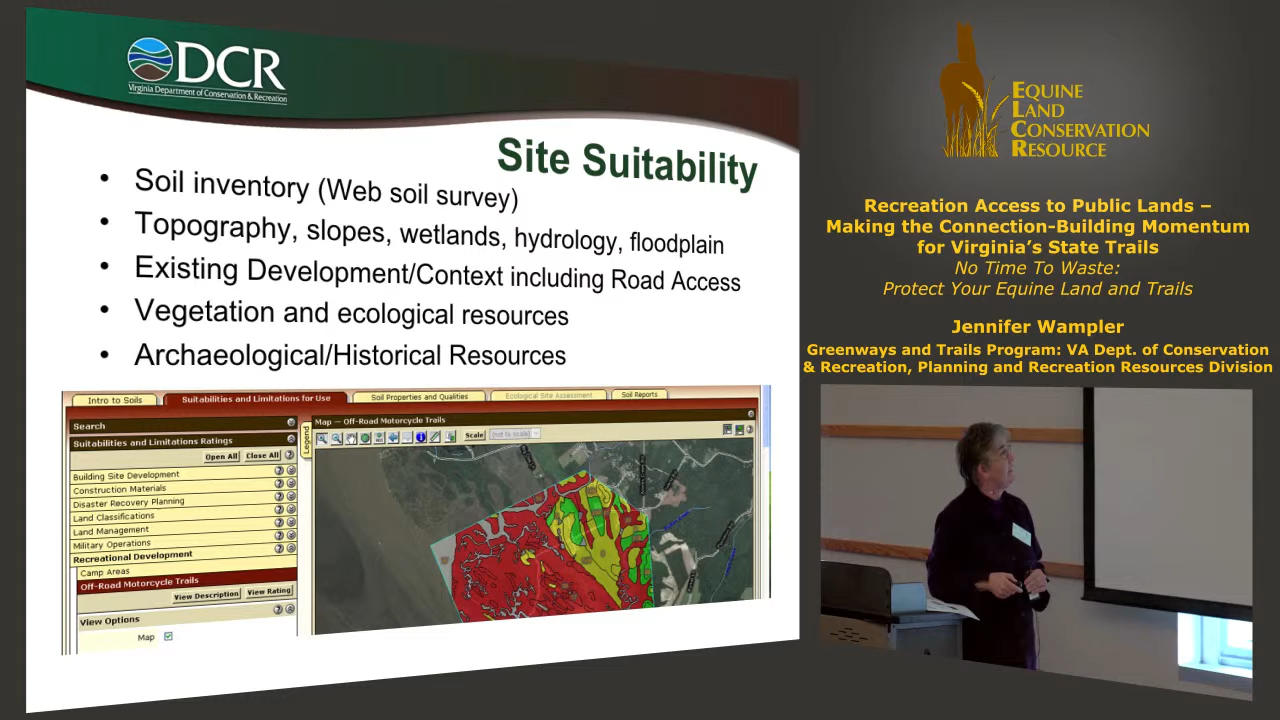 DCR
Virginia Department of Conservation & Recreation
Site Suitability
• Soil inventory (Web soil survey)
• Topography, slopes, wetlands, hydrology, floodplain
• Existing Development/Context including Road Access
• Vegetation and ecological resources
• Archaeological/Historical Resources
Intro to Soils
Suitabilities and Limitations for Use
Soil Properties and Qualities
Ecological Site Assessment
Soil Reports
Search
Suitabilities and Limitations Ratings
Open All
Close All
Building Site Development
Construction Materials
Disaster Recovery Planning
Land Classifications
Land Management
Military Operations
Recreational Development
Camp Areas
Off-Road Motorcycle Trails
View Description
View Rating
View Options
Map
Legend
Map — Off-Road Motorcycle Trails
Scale
(not to scale)
EQUINE
LAND
CONSERVATION
RESOURCE
Recreation Access to Public Lands –
Making the Connection-Building Momentum
for Virginia's State Trails
No Time To Waste:
Protect Your Equine Land and Trails
Jennifer Wampler
Greenways and Trails Program: VA Dept. of Conservation
& Recreation, Planning and Recreation Resources Division